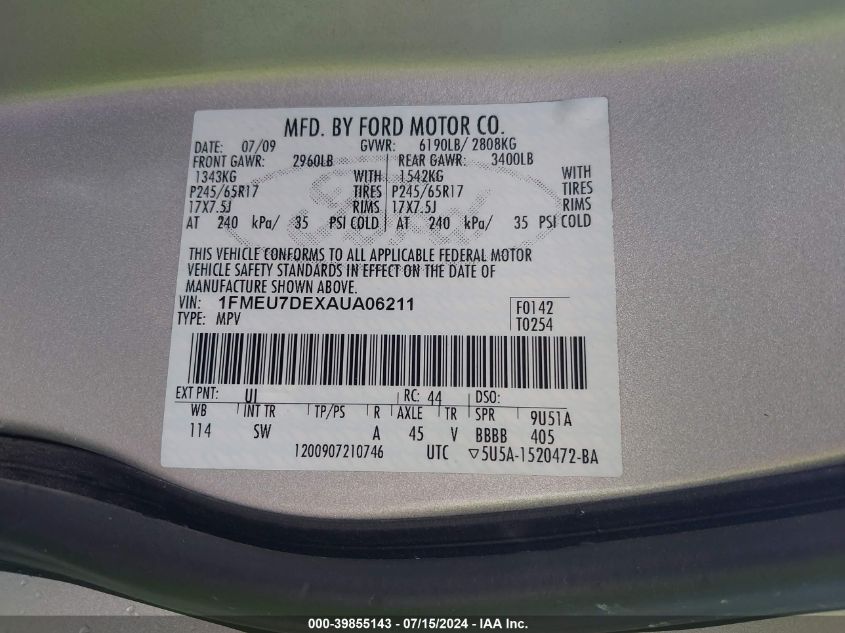 MFD. BY FORD MOTOR CO.
DATE: 07/09 GVWR: 6190LB/ 2808KG
FRONT GAWR: 2960LB REAR GAWR: 3400LB
1343KG WITH 1542KG WITH
P245/65R17 TIRES P245/65R17 TIRES
17X7.5J RIMS 17X7.5J RIMS
AT 240 kPa/ 35 PSI COLD AT 240 kPa/ 35 PSI COLD
THIS VEHICLE CONFORMS TO ALL APPLICABLE FEDERAL MOTOR
VEHICLE SAFETY STANDARDS IN EFFECT ON THE DATE OF
MANUFACTURE SHOWN ABOVE.
VIN: 1FMEU7DEXAUA06211 F0142
TYPE: MPV T0254
EXT PNT: UI RC: 44 DSO:
WB INT TR TP/PS R AXLE TR SPR 9U51A
114 SW A 45 V BBBB 405
1200907210746 UTC ▽5U5A-1520472-BA
000-39855143 - 07/15/2024 - IAA Inc.